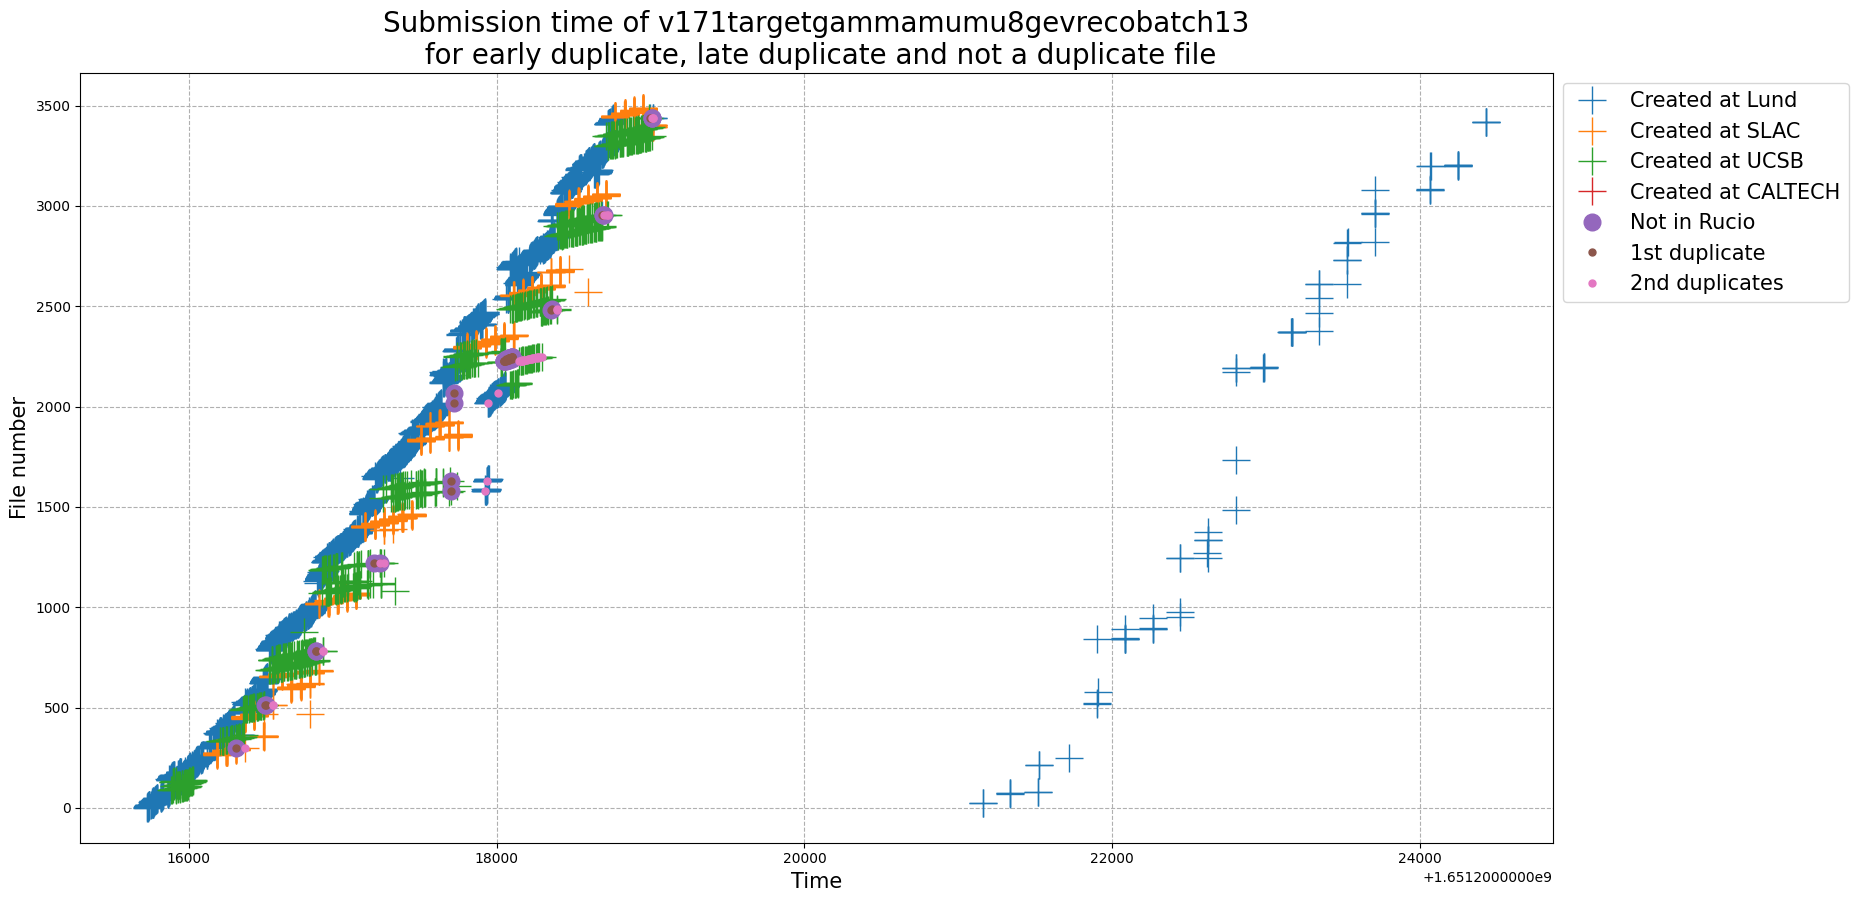 Submission time of v171targetgammamumu8gevrecobatch13
for early duplicate, late duplicate and not a duplicate file
File number
3500
3000
2500
2000
1500
1000
500
0
16000
18000
20000
22000
24000
Time
+1.6512000000e9
Created at Lund
Created at SLAC
Created at UCSB
Created at CALTECH
Not in Rucio
1st duplicate
2nd duplicates